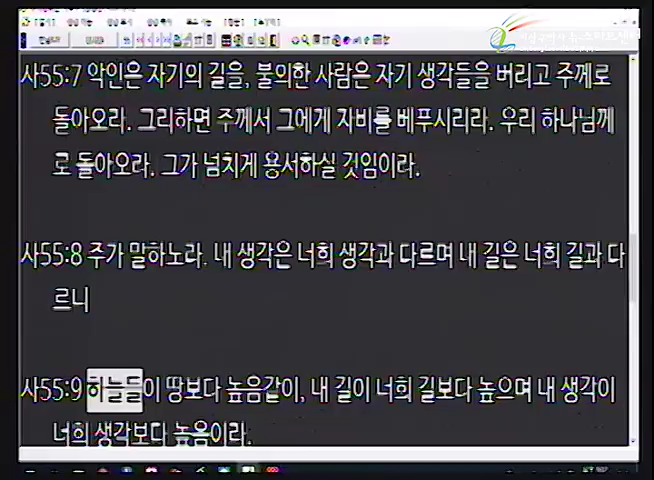 사55:7 악인은 자기의 길을, 불의한 사람은 자기 생각들을 버리고 주께로
돌아오라. 그리하면 주께서 그에게 자비를 베푸시리라. 우리 하나님께
로 돌아오라. 그가 넘치게 용서하실 것임이라.
사55:8 주가 말하노라. 내 생각은 너희 생각과 다르며 내 길은 너희 길과 다
르니
사55:9 하늘들이 땅보다 높음같이, 내 길이 너희 길보다 높으며 내 생각이
너희 생각보다 높음이라.